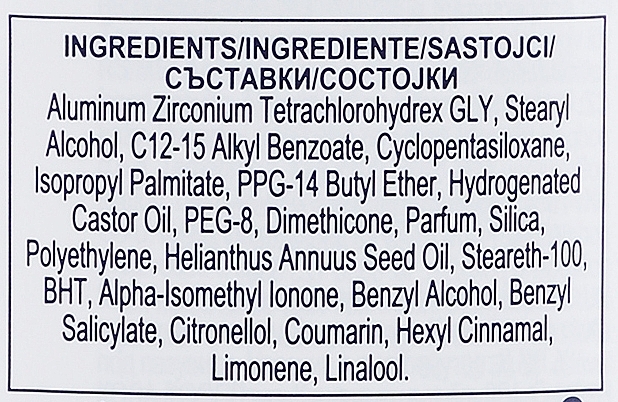 INGREDIENTS/INGREDIENTE/SASTOJCI/
СЪСТАВКИ/СОСТОЈКИ
Aluminum Zirconium Tetrachlorohydrex GLY, Stearyl
Alcohol, C12-15 Alkyl Benzoate, Cyclopentasiloxane,
Isopropyl Palmitate, PPG-14 Butyl Ether, Hydrogenated
Castor Oil, PEG-8, Dimethicone, Parfum, Silica,
Polyethylene, Helianthus Annuus Seed Oil, Steareth-100,
BHT, Alpha-Isomethyl Ionone, Benzyl Alcohol, Benzyl
Salicylate, Citronellol, Coumarin, Hexyl Cinnamal,
Limonene, Linalool.